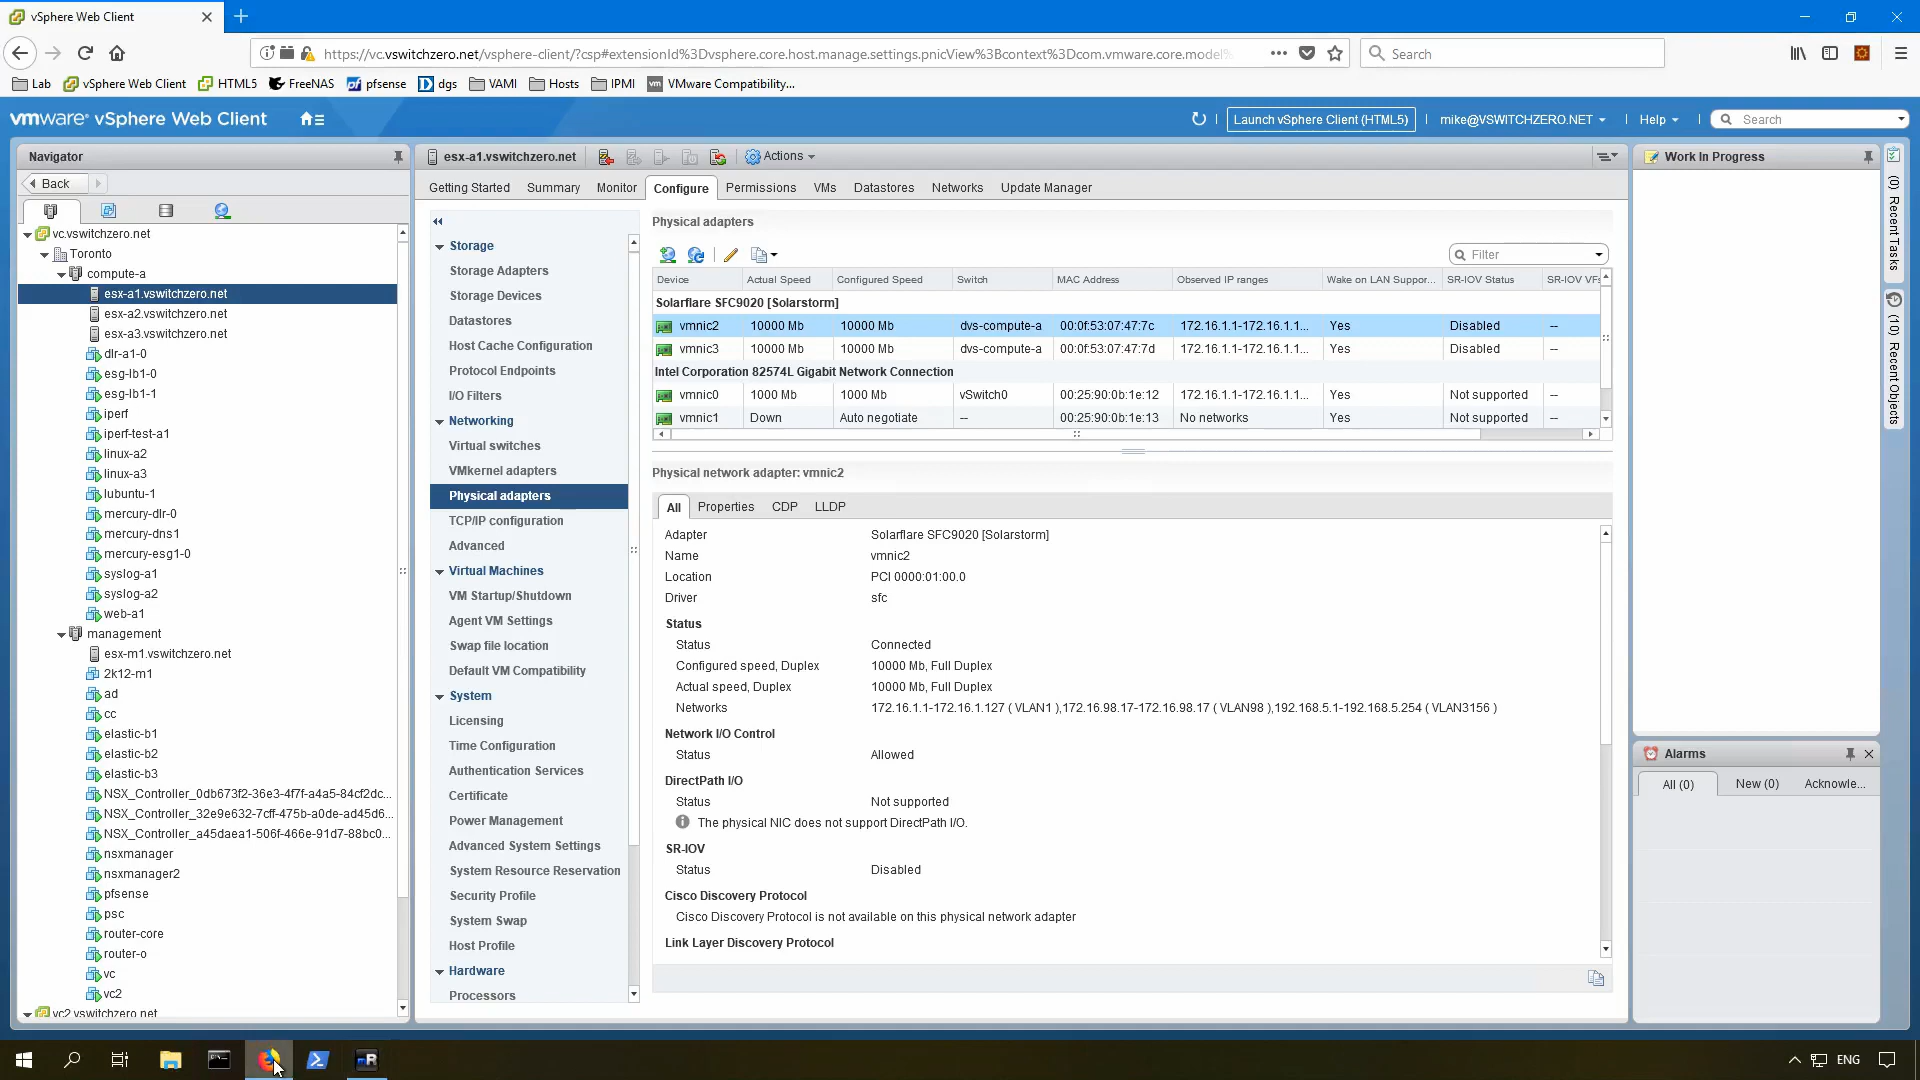 vSphere Web Client
https://vc.vswitchzero.net/vsphere-client/?csp#extensionId%3Dvsphere.core.host.manage.settings.pnicView%3Bcontext%3Dcom.vmware.core.model%
Search
Lab
vSphere Web Client
HTML5
FreeNAS
pfsense
dgs
VAMI
Hosts
IPMI
VMware Compatibility...
vmware® vSphere Web Client
Launch vSphere Client (HTML5)
mike@VSWITCHZERO.NET
Help
Search
Navigator
Back
vc.vswitchzero.net
Toronto
compute-a
esx-a1.vswitchzero.net
esx-a2.vswitchzero.net
esx-a3.vswitchzero.net
dlr-a1-0
esg-lb1-0
esg-lb1-1
iperf
iperf-test-a1
linux-a2
linux-a3
lubuntu-1
mercury-dlr-0
mercury-dns1
mercury-esg1-0
syslog-a1
syslog-a2
web-a1
management
esx-m1.vswitchzero.net
2k12-m1
ad
cc
elastic-b1
elastic-b2
elastic-b3
NSX_Controller_0db673f2-36e3-4f7f-a4a5-84cf2dc...
NSX_Controller_32e9e632-7cff-475b-a0de-ad45d6...
NSX_Controller_a45daea1-506f-466e-91d7-88bc0...
nsxmanager
nsxmanager2
pfsense
psc
router-core
router-o
vc
vc2
vc2.vswitchzero.net
esx-a1.vswitchzero.net
Actions
Getting Started
Summary
Monitor
Configure
Permissions
VMs
Datastores
Networks
Update Manager
Storage
Storage Adapters
Storage Devices
Datastores
Host Cache Configuration
Protocol Endpoints
I/O Filters
Networking
Virtual switches
VMkernel adapters
Physical adapters
TCP/IP configuration
Advanced
Virtual Machines
VM Startup/Shutdown
Agent VM Settings
Swap file location
Default VM Compatibility
System
Licensing
Time Configuration
Authentication Services
Certificate
Power Management
Advanced System Settings
System Resource Reservation
Security Profile
System Swap
Host Profile
Hardware
Processors
Physical adapters
Filter
Device Actual Speed Configured Speed Switch MAC Address Observed IP ranges Wake on LAN Suppor... SR-IOV Status SR-IOV VFs
Solarflare SFC9020 [Solarstorm]
vmnic2 10000 Mb 10000 Mb dvs-compute-a 00:0f:53:07:47:7c 172.16.1.1-172.16.1.1... Yes Disabled --
vmnic3 10000 Mb 10000 Mb dvs-compute-a 00:0f:53:07:47:7d 172.16.1.1-172.16.1.1... Yes Disabled --
Intel Corporation 82574L Gigabit Network Connection
vmnic0 1000 Mb 1000 Mb vSwitch0 00:25:90:0b:1e:12 172.16.1.1-172.16.1.1... Yes Not supported --
vmnic1 Down Auto negotiate -- 00:25:90:0b:1e:13 No networks Yes Not supported --
Physical network adapter: vmnic2
All Properties CDP LLDP
Adapter Solarflare SFC9020 [Solarstorm]
Name vmnic2
Location PCI 0000:01:00.0
Driver sfc
Status
Status Connected
Configured speed, Duplex 10000 Mb, Full Duplex
Actual speed, Duplex 10000 Mb, Full Duplex
Networks 172.16.1.1-172.16.1.127 ( VLAN1 ),172.16.98.17-172.16.98.17 ( VLAN98 ),192.168.5.1-192.168.5.254 ( VLAN3156 )
Network I/O Control
Status Allowed
DirectPath I/O
Status Not supported
The physical NIC does not support DirectPath I/O.
SR-IOV
Status Disabled
Cisco Discovery Protocol
Cisco Discovery Protocol is not available on this physical network adapter
Link Layer Discovery Protocol
Work In Progress
Alarms
All (0) New (0) Acknowle...
(0) Recent Tasks
(10) Recent Objects
mR
ENG